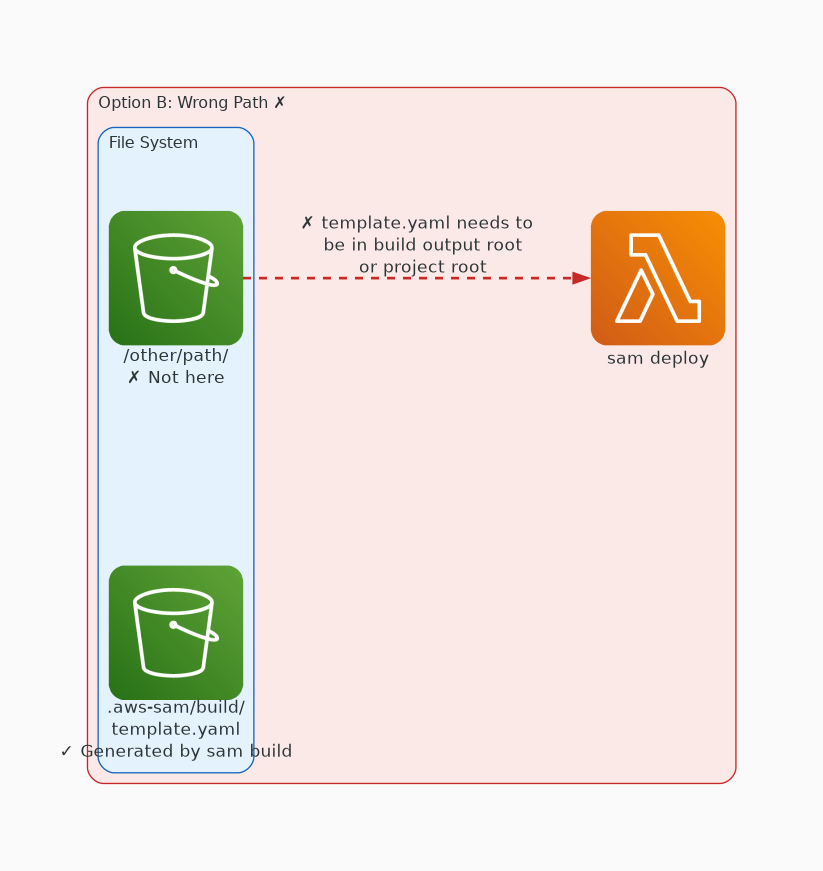 Option B: Wrong Path ✗
File System
✗ template.yaml needs to
be in build output root
or project root
/other/path/
✗ Not here
sam deploy
.aws-sam/build/
template.yaml
✓ Generated by sam build